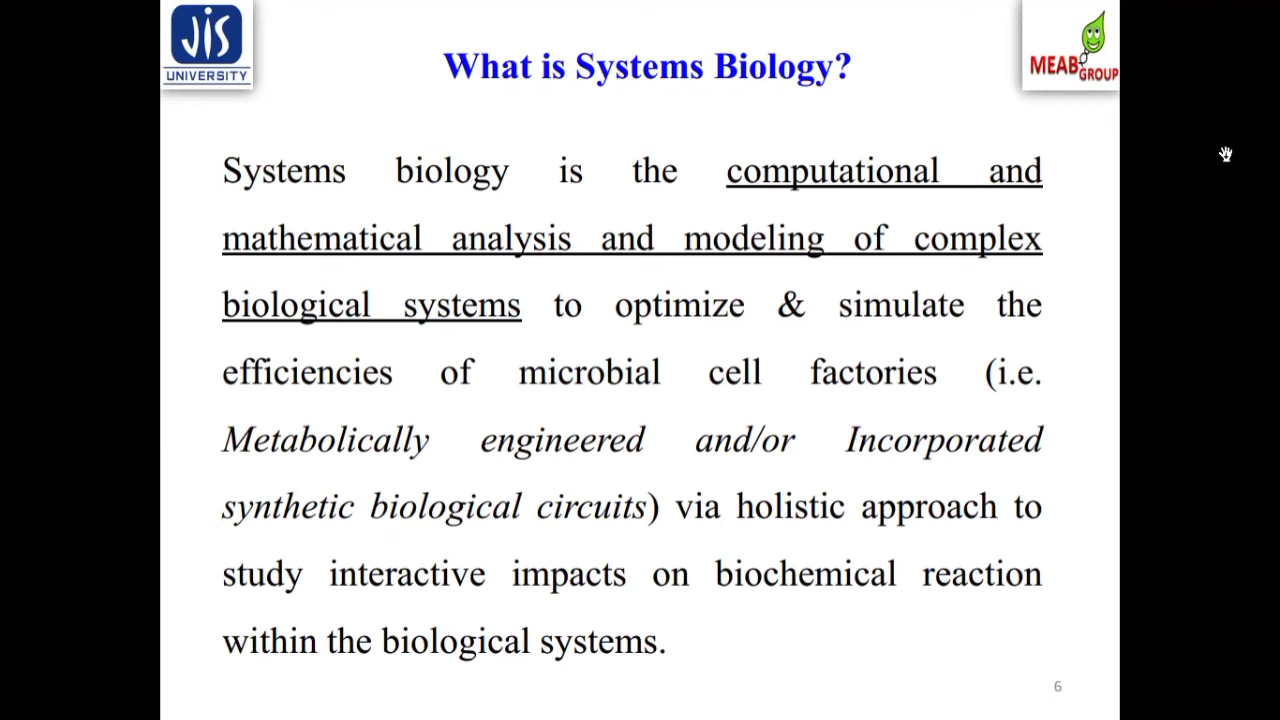 JIS
UNIVERSITY
What is Systems Biology?
MEAB
GROUP
Systems biology is the computational and
mathematical analysis and modeling of complex
biological systems to optimize & simulate the
efficiencies of microbial cell factories (i.e.
Metabolically engineered and/or Incorporated
synthetic biological circuits) via holistic approach to
study interactive impacts on biochemical reaction
within the biological systems.
6